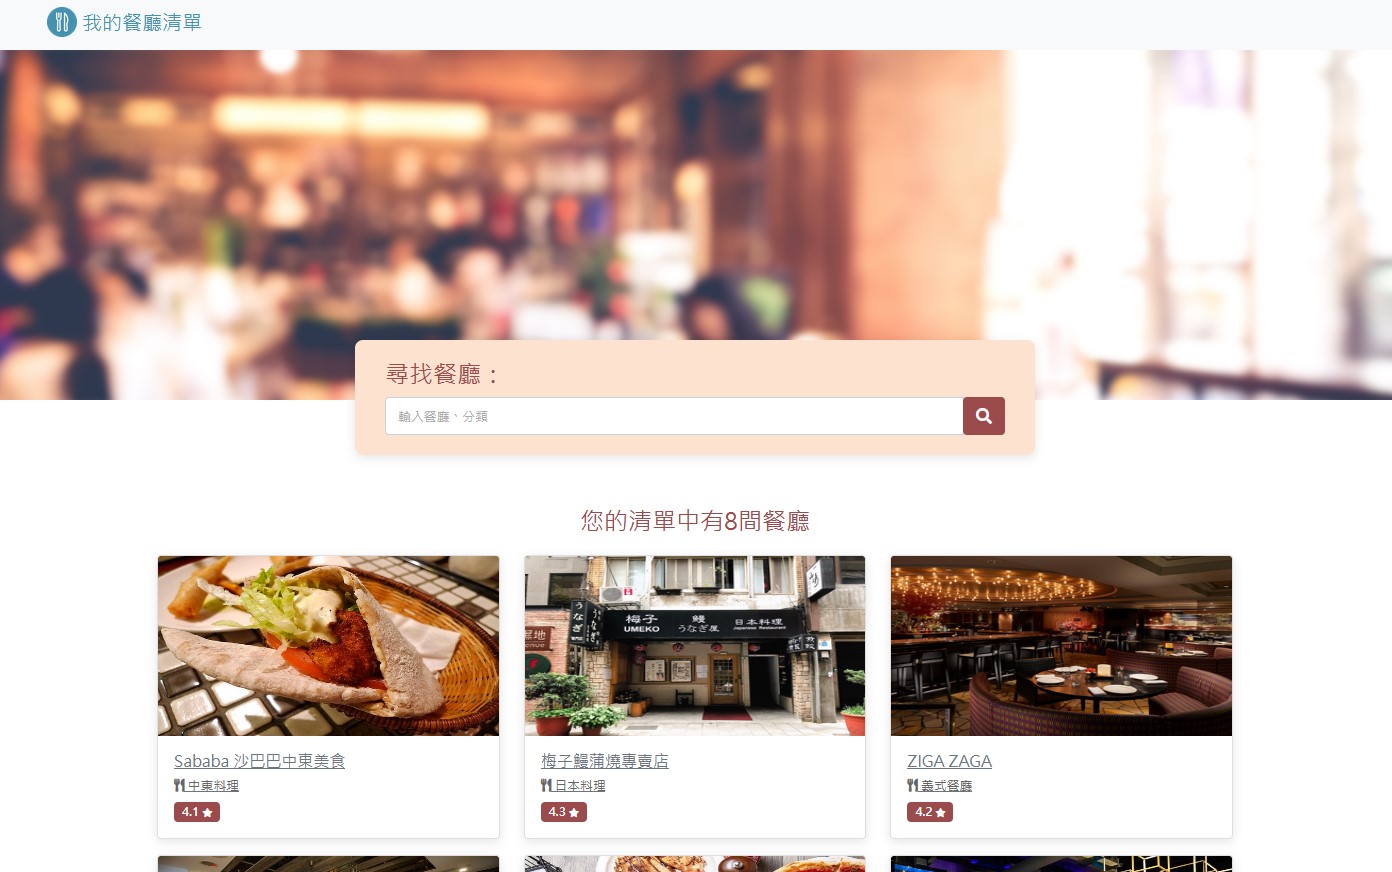 我的餐廳清單
尋找餐廳：
輸入餐廳、分類
您的清單中有8間餐廳
梅子
UMEKO
鰻
うなぎ屋
日本料理
Japanese Restaurant
うなぎ
Sababa 沙巴巴中東美食
中東料理
4.1
梅子鰻蒲燒專賣店
日本料理
4.3
ZIGA ZAGA
義式餐廳
4.2